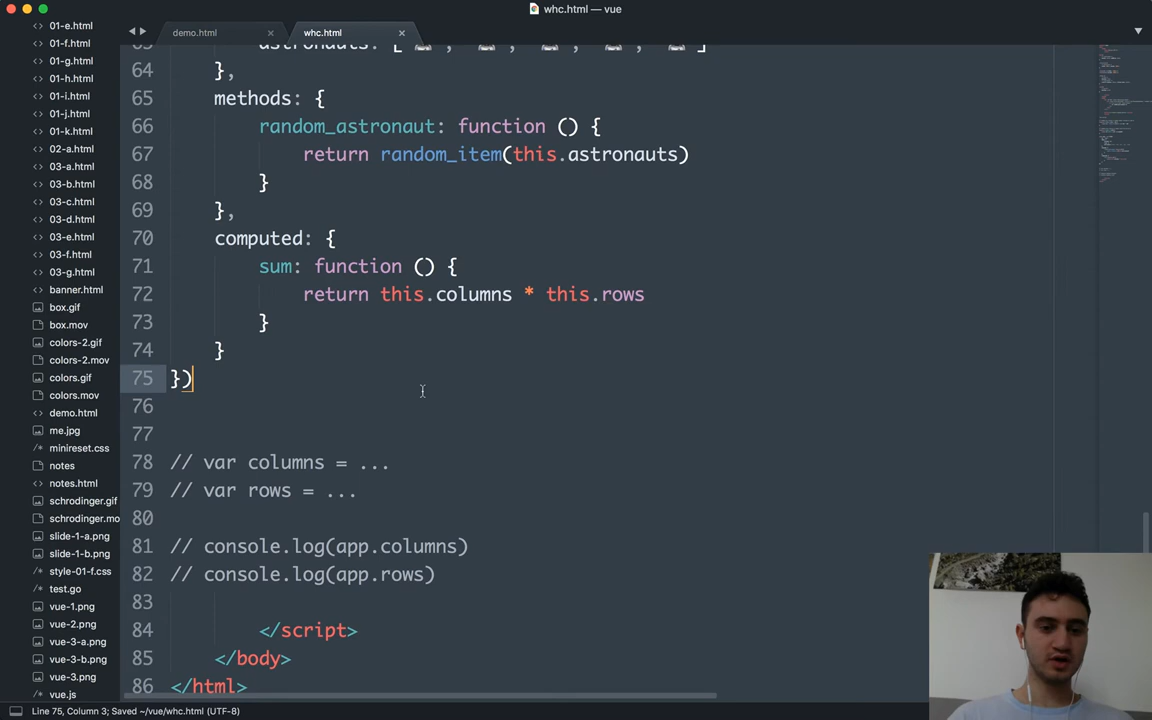 whc.html — vue
demo.html
whc.html
01-e.html
01-f.html
01-g.html
01-h.html
01-i.html
01-j.html
01-k.html
02-a.html
03-a.html
03-b.html
03-c.html
03-d.html
03-e.html
03-f.html
03-g.html
banner.html
box.gif
box.mov
colors-2.gif
colors-2.mov
colors.gif
colors.mov
demo.html
me.jpg
minireset.css
notes
notes.html
schrodinger.gif
schrodinger.mo
slide-1-a.png
slide-1-b.png
style-01-f.css
test.go
vue-1.png
vue-2.png
vue-3-a.png
vue-3-b.png
vue-3.png
vue.js
64 },
65 methods: {
66 random_astronaut: function () {
67 return random_item(this.astronauts)
68 }
69 },
70 computed: {
71 sum: function () {
72 return this.columns * this.rows
73 }
74 }
75 })
76
77
78 // var columns = ...
79 // var rows = ...
80
81 // console.log(app.columns)
82 // console.log(app.rows)
83
84 </script>
85 </body>
86 </html>
Line 75, Column 3; Saved ~/vue/whc.html (UTF-8)